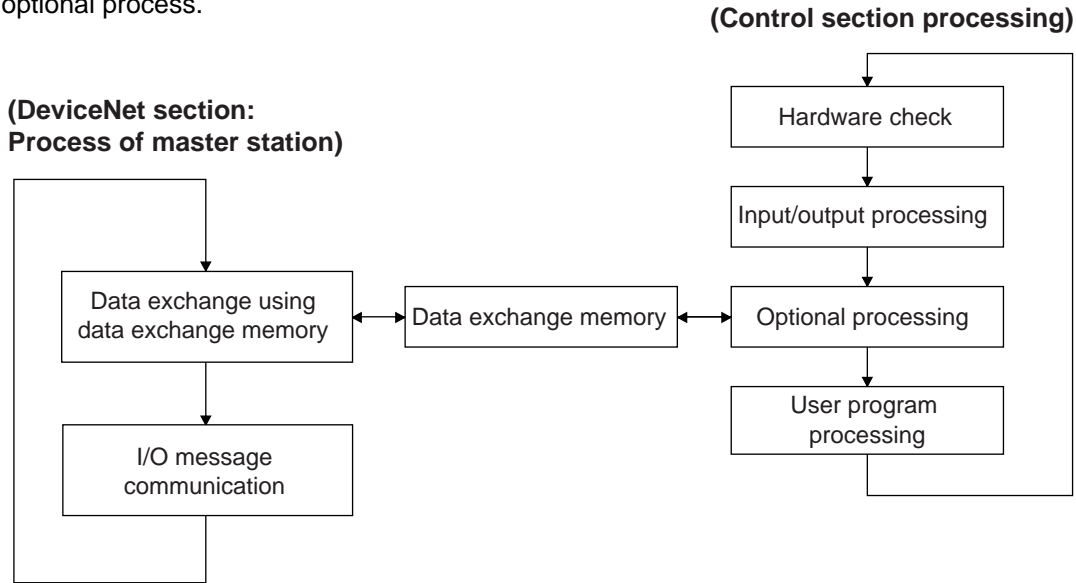 optional process.
(Control section processing)
(DeviceNet section:
Process of master station)
Hardware check
Input/output processing
Data exchange using
data exchange memory
Data exchange memory
Optional processing
User program
processing
I/O message
communication